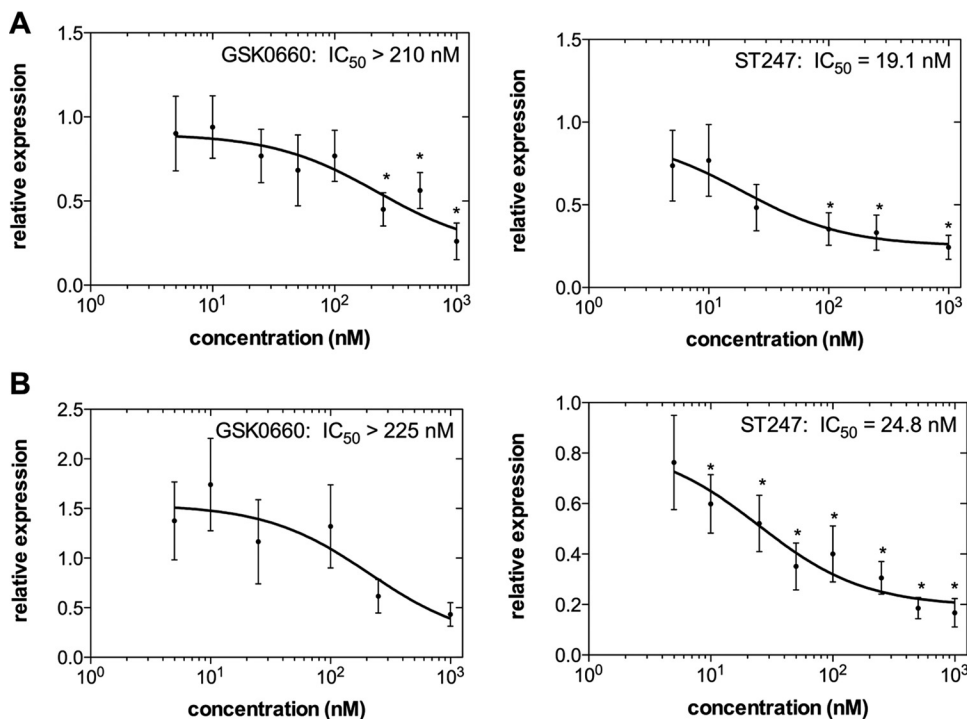 A
GSK0660: IC50 > 210 nM
relative expression
1.5
1.0
0.5
0.0
* * *
10^0 10^1 10^2 10^3
concentration (nM)
ST247: IC50 = 19.1 nM
relative expression
1.5
1.0
0.5
0.0
* * *
10^0 10^1 10^2 10^3
concentration (nM)
B
GSK0660: IC50 > 225 nM
relative expression
2.5
2.0
1.5
1.0
0.5
0.0
10^0 10^1 10^2 10^3
concentration (nM)
ST247: IC50 = 24.8 nM
relative expression
1.0
0.8
0.6
0.4
0.2
0.0
* * * * * * *
10^0 10^1 10^2 10^3
concentration (nM)